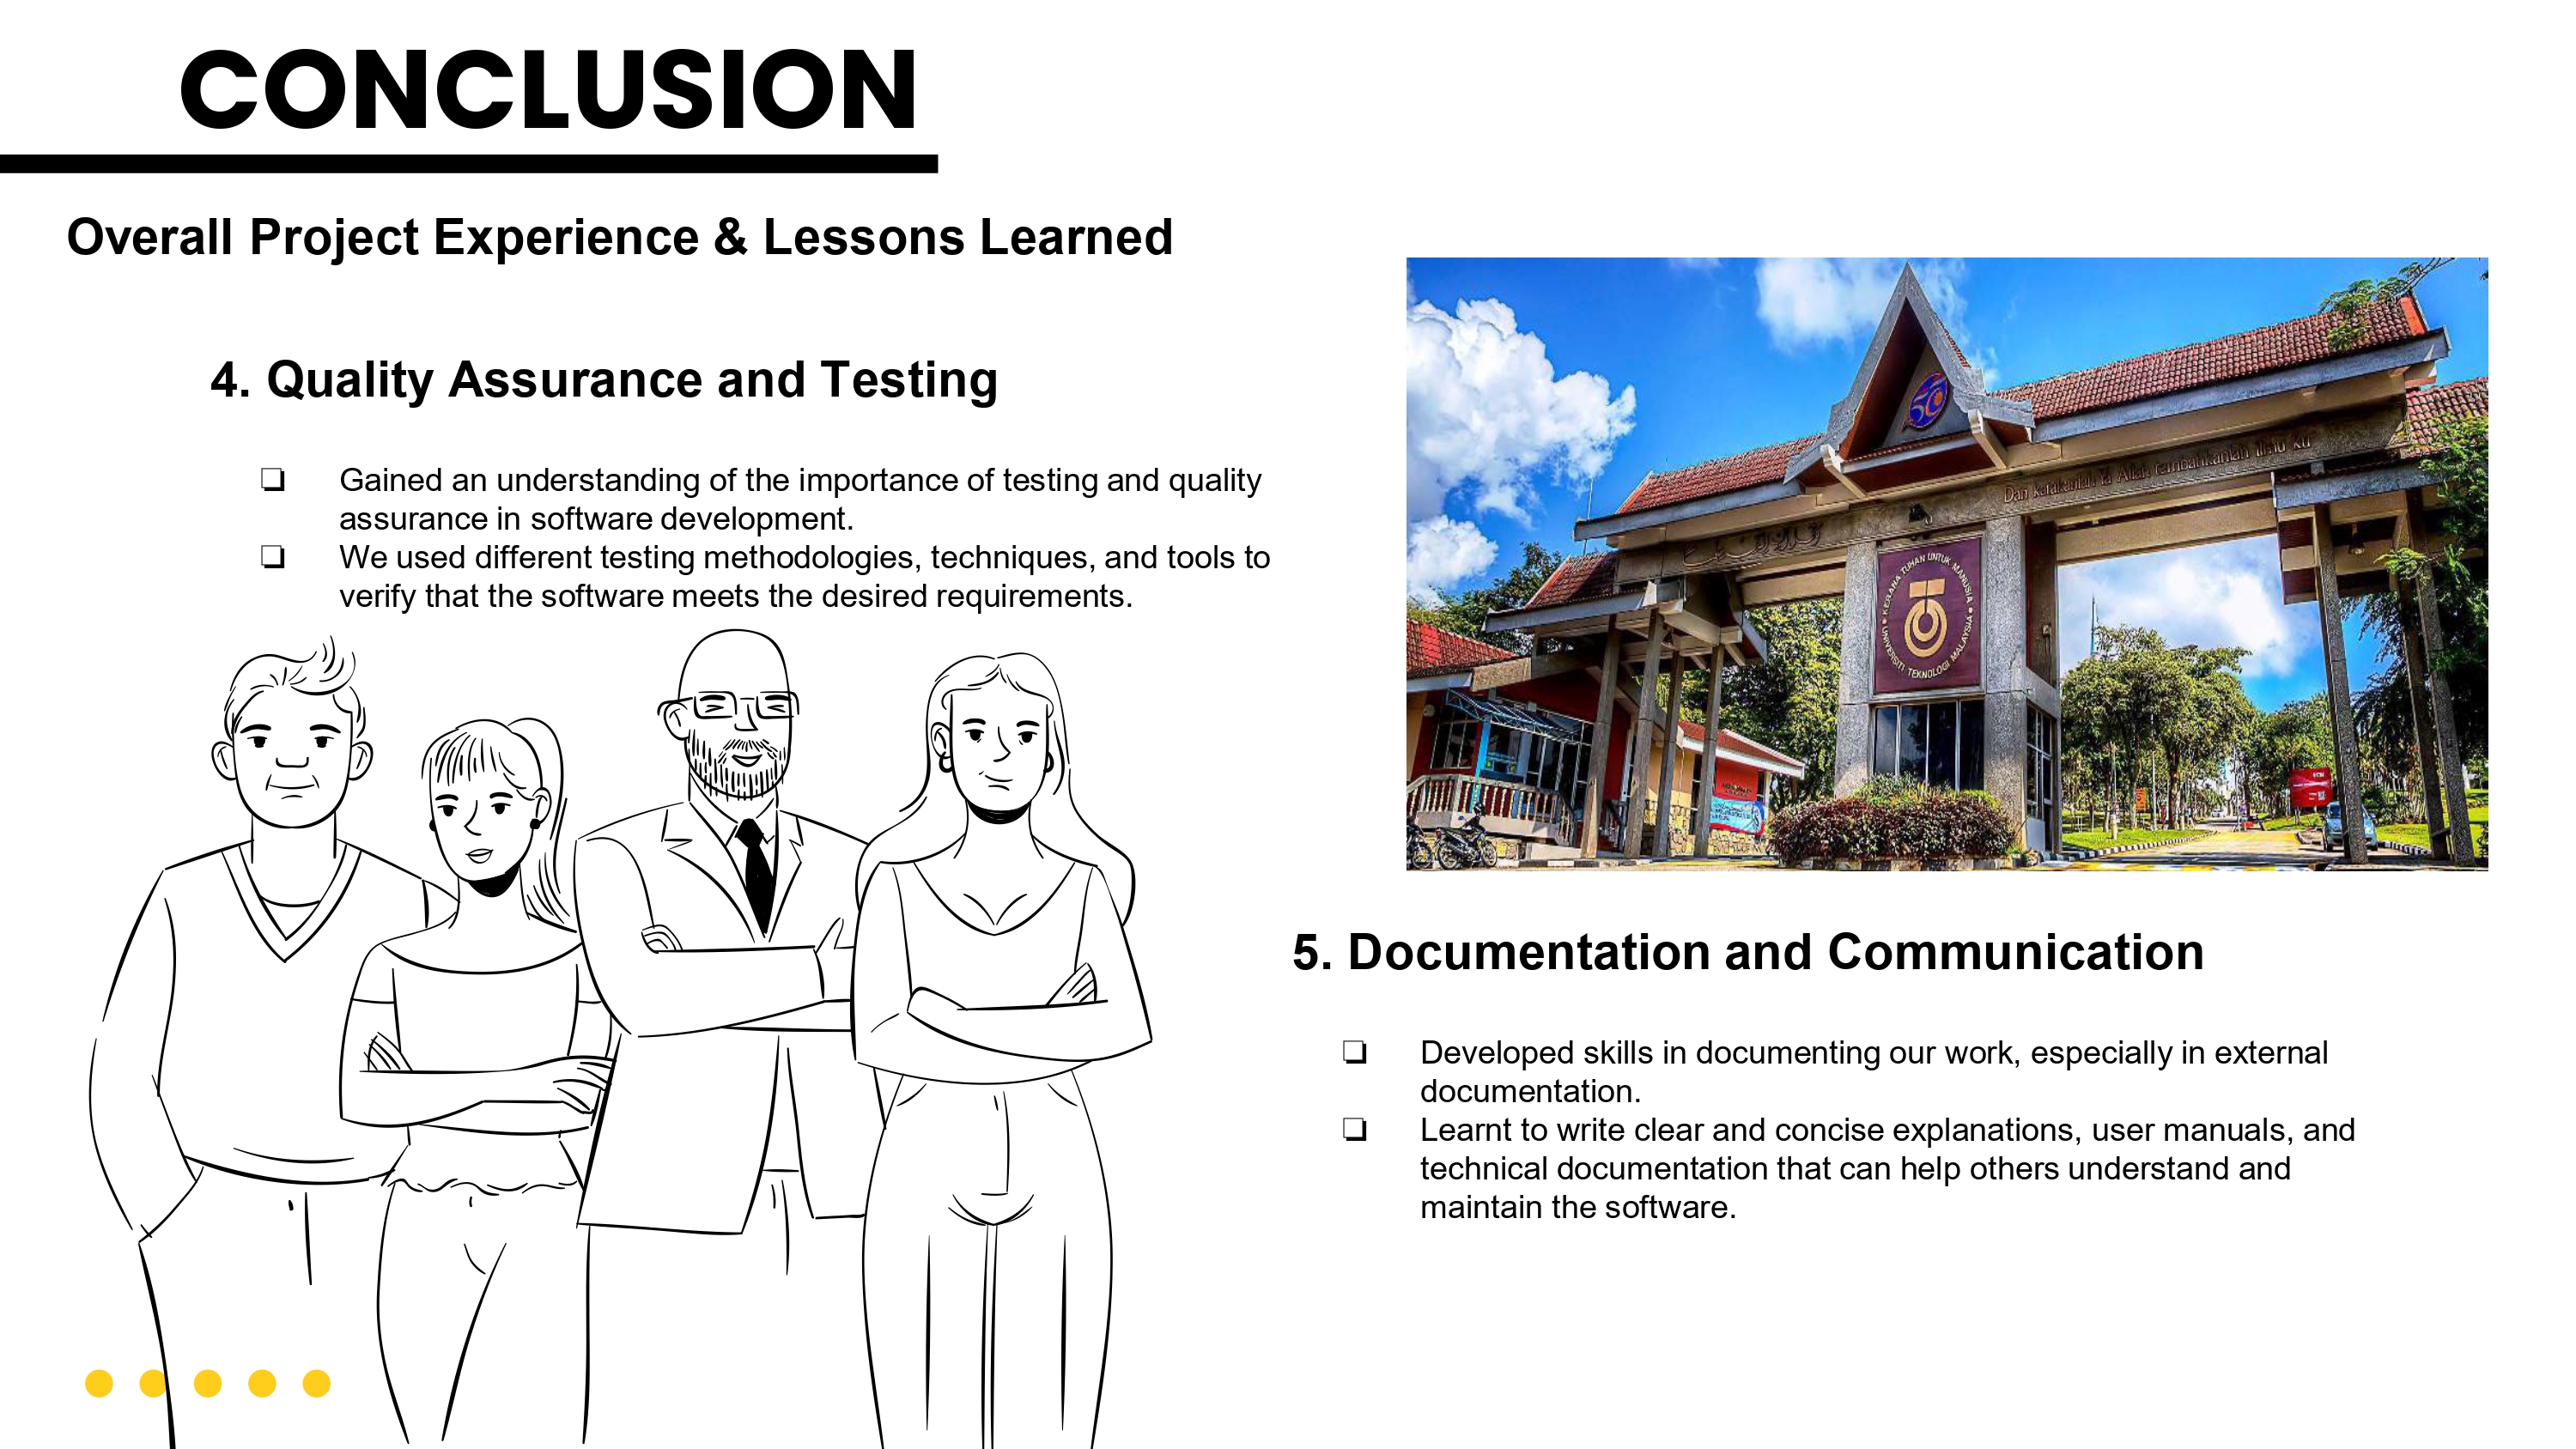 CONCLUSION
Overall Project Experience & Lessons Learned
4. Quality Assurance and Testing
❏ Gained an understanding of the importance of testing and quality
assurance in software development.
❏ We used different testing methodologies, techniques, and tools to
verify that the software meets the desired requirements.
Dan katakanlah Ya Allah tambahkanlah ilmu ku
KERANA TUHAN UNTUK MANUSIA
UNIVERSITI TEKNOLOGI MALAYSIA
5. Documentation and Communication
❏ Developed skills in documenting our work, especially in external
documentation.
❏ Learnt to write clear and concise explanations, user manuals, and
technical documentation that can help others understand and
maintain the software.